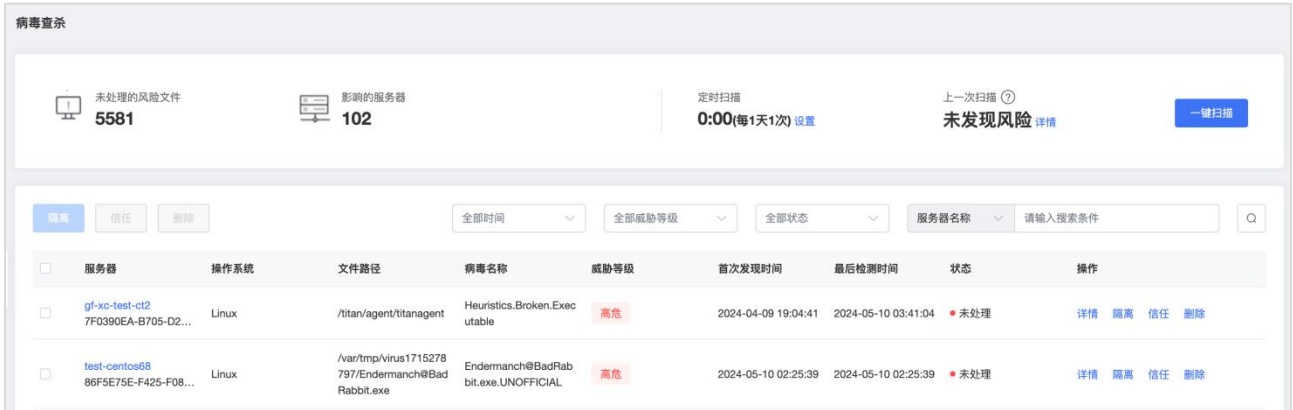 病毒查杀
未处理的风险文件
5581
影响的服务器
102
定时扫描
0:00(每1天1次) 设置
上一次扫描 ?
未发现风险 详情
一键扫描
隔离 信任 删除 全部时间 全部威胁等级 全部状态 服务器名称 请输入搜索条件
服务器 操作系统 文件路径 病毒名称 威胁等级 首次发现时间 最后检测时间 状态 操作
gf-xc-test-ct2
7F0390EA-B705-D2...
Linux
/titan/agent/titanagent
Heuristics.Broken.Exec
utable
高危
2024-04-09 19:04:41
2024-05-10 03:41:04
未处理
详情 隔离 信任 删除
test-centos68
86F5E75E-F425-F08...
Linux
/var/tmp/virus1715278
797/Endermanch@Bad
Rabbit.exe
Endermanch@BadRab
bit.exe.UNOFFICIAL
高危
2024-05-10 02:25:39
2024-05-10 02:25:39
未处理
详情 隔离 信任 删除